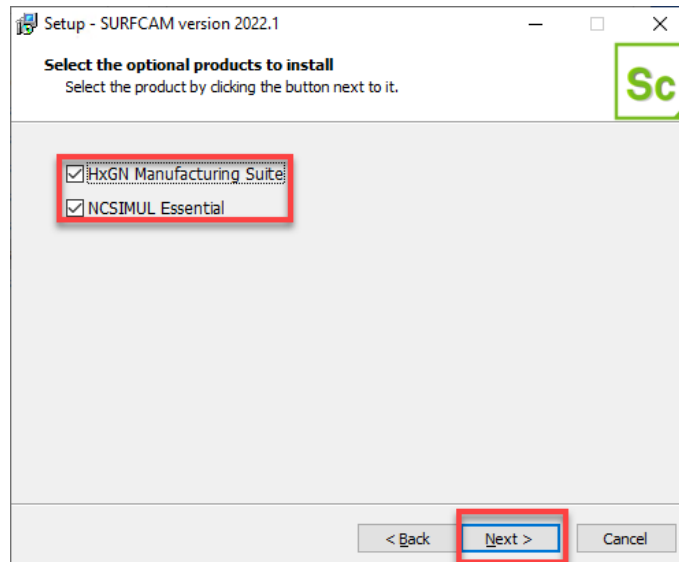 Setup - SURFCAM version 2022.1
Select the optional products to install
Select the product by clicking the button next to it.
Sc
HxGN Manufacturing Suite
NCSIMUL Essential
< Back
Next >
Cancel